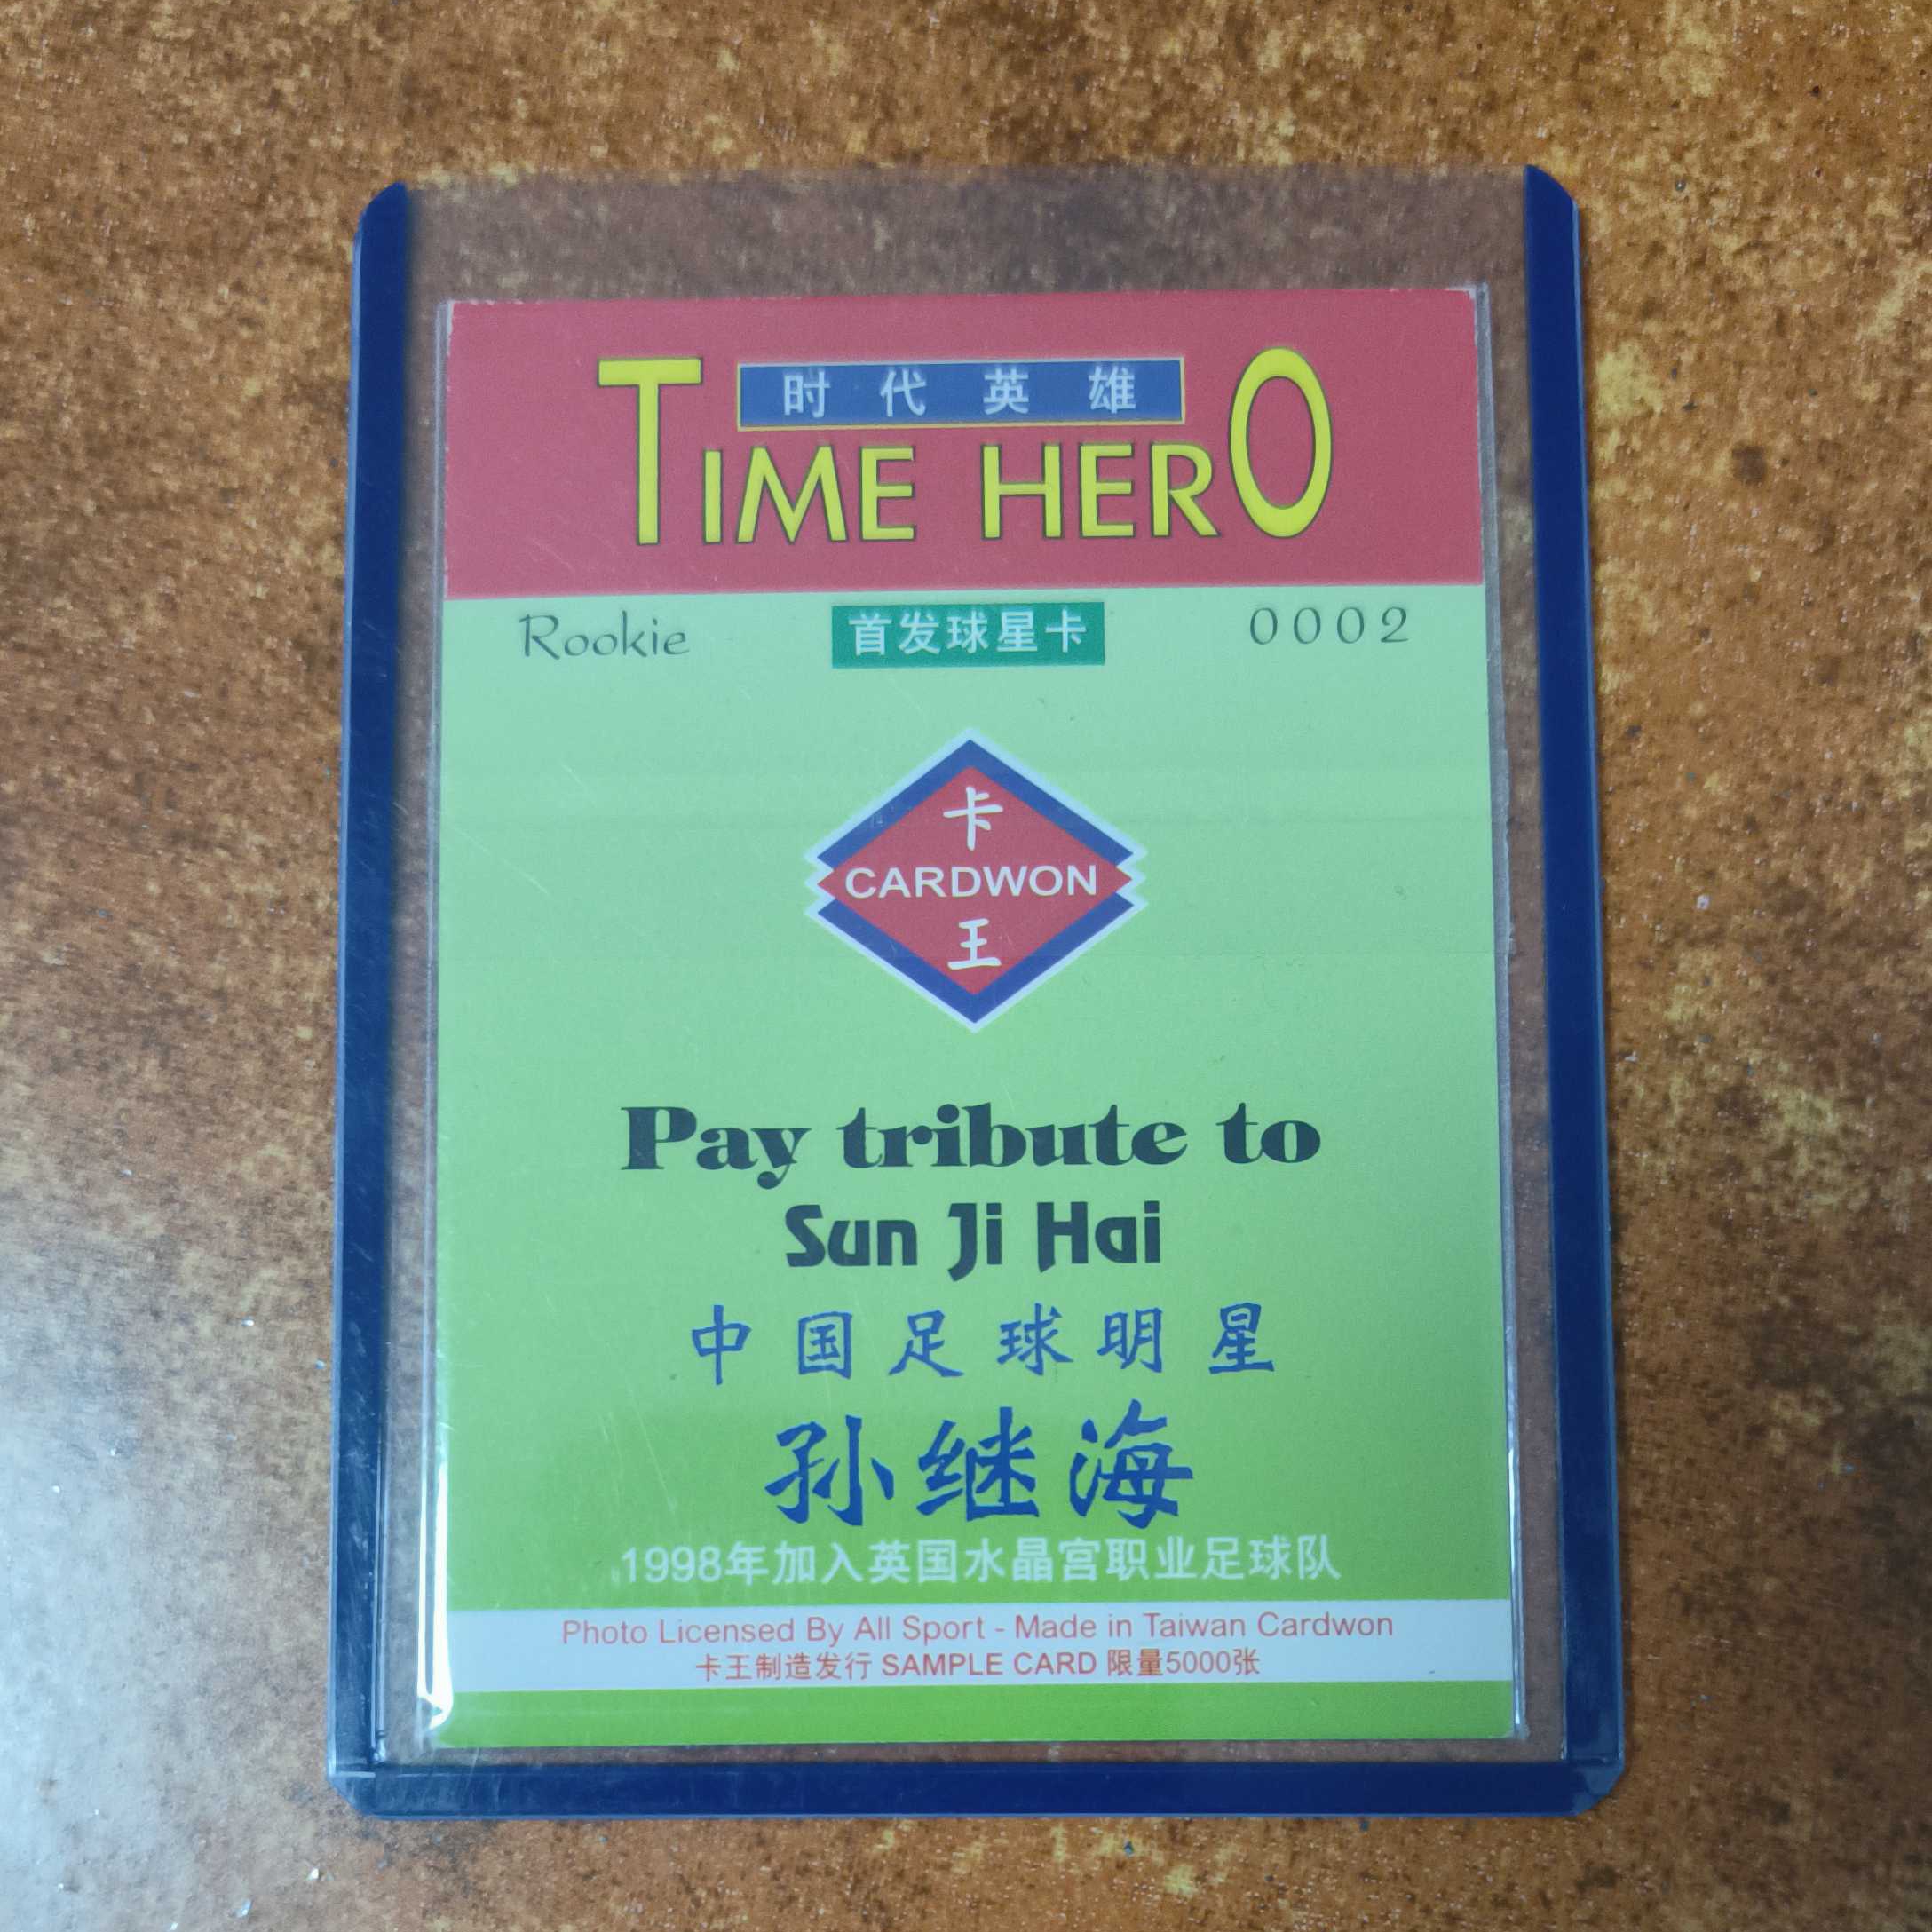 时代英雄
TIME HERO
Rookie 首发球星卡 0002
卡
CARDWON
王
Pay tribute to
Sun Ji Hai
中国足球明星
孙继海
1998年加入英国水晶宫职业足球队
Photo Licensed By All Sport - Made in Taiwan Cardwon
卡王制造发行 SAMPLE CARD 限量5000张